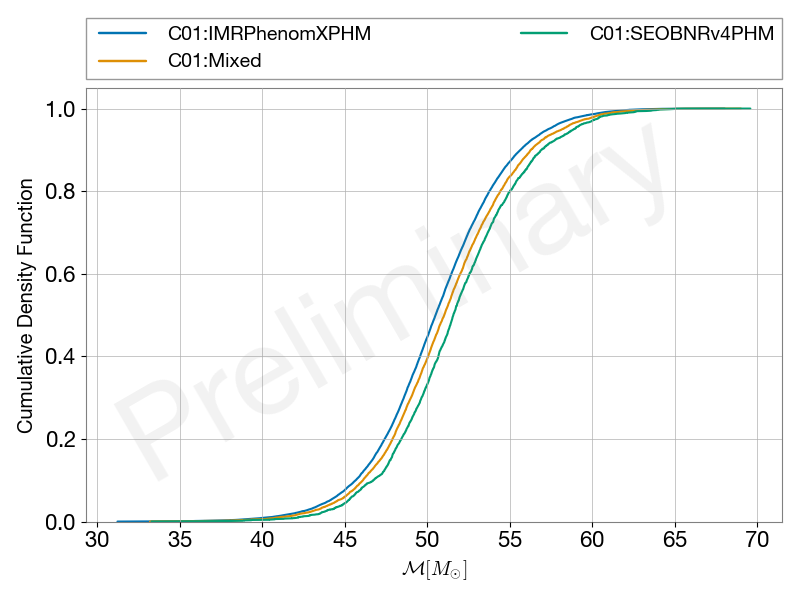 C01:IMRPhenomXPHM
C01:SEOBNRv4PHM
C01:Mixed
Cumulative Density Function
1.0
0.8
0.6
0.4
0.2
0.0
Preliminary
30 35 40 45 50 55 60 65 70
ℳ[M☉]